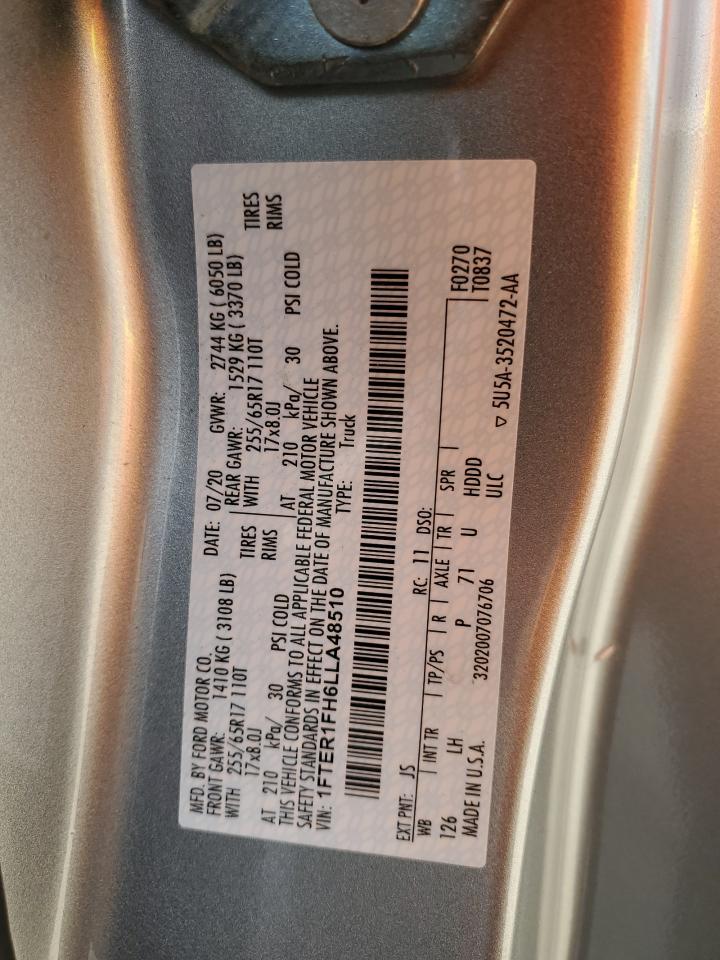 MFD. BY FORD MOTOR CO. DATE: 07/20 GVWR: 2744 KG ( 6050 LB)
FRONT GAWR: 1410 KG ( 3108 LB) REAR GAWR: 1529 KG ( 3370 LB)
WITH 255/65R17 110T TIRES WITH 255/65R17 110T TIRES
17x8.0J RIMS 17x8.0J RIMS
AT 210 kPa/ 30 PSI COLD AT 210 kPa/ 30 PSI COLD
THIS VEHICLE CONFORMS TO ALL APPLICABLE FEDERAL MOTOR VEHICLE
SAFETY STANDARDS IN EFFECT ON THE DATE OF MANUFACTURE SHOWN ABOVE.
VIN: 1FTER1FH6LLA48510 TYPE: Truck
EXT PNT: JS RC: 11 DSO:
WB INT TR TP/PS R AXLE TR SPR F0270
126 LH P 71 U HDDD T0837
MADE IN U.S.A. 3202007076706 ULC
▽ 5U5A-3520472-AA